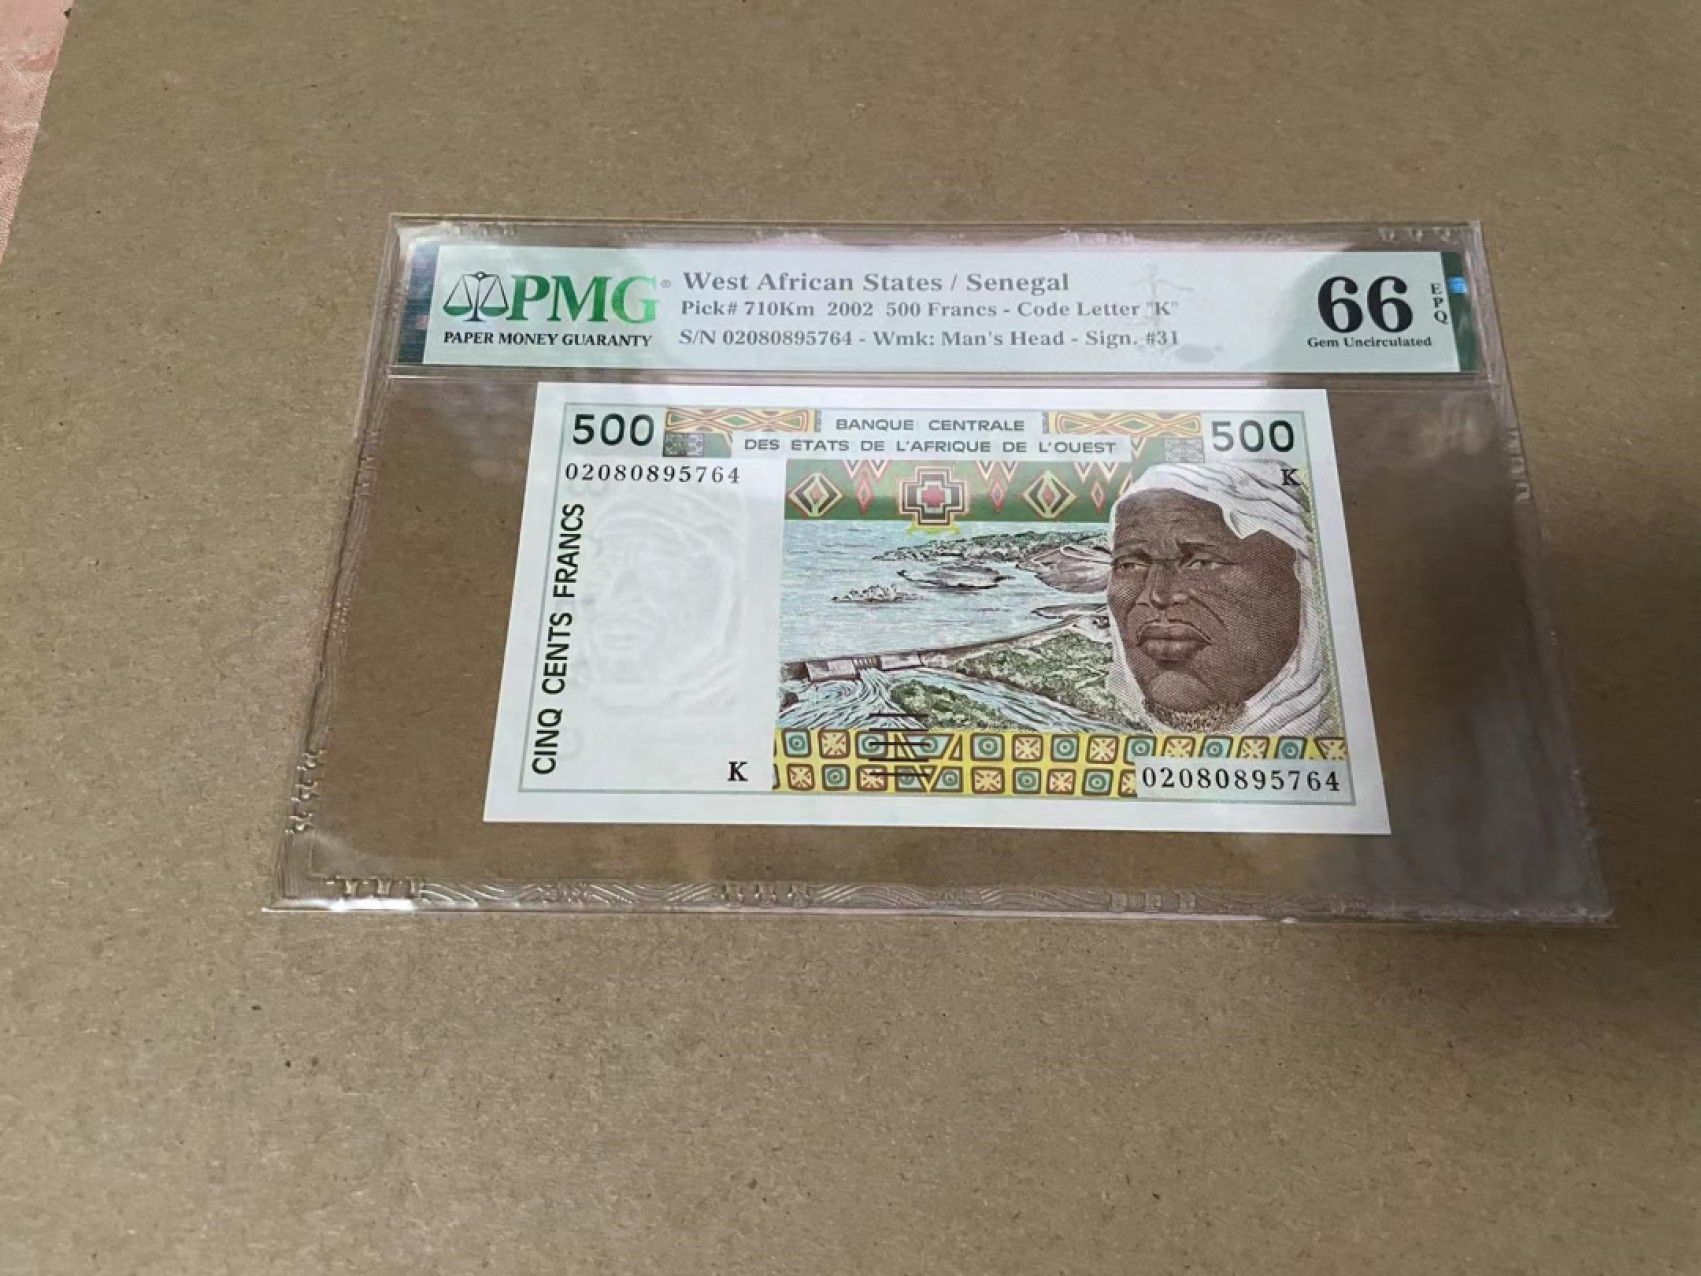 PMG®
PAPER MONEY GUARANTY
West African States / Senegal
Pick# 710Km 2002 500 Francs - Code Letter "K"
S/N 02080895764 - Wmk: Man's Head - Sign. #31
66
EPQ
Gem Uncirculated
500
BANQUE CENTRALE
DES ÉTATS DE L'AFRIQUE DE L'OUEST
500
02080895764
K
CINQ CENTS FRANCS
K
02080895764